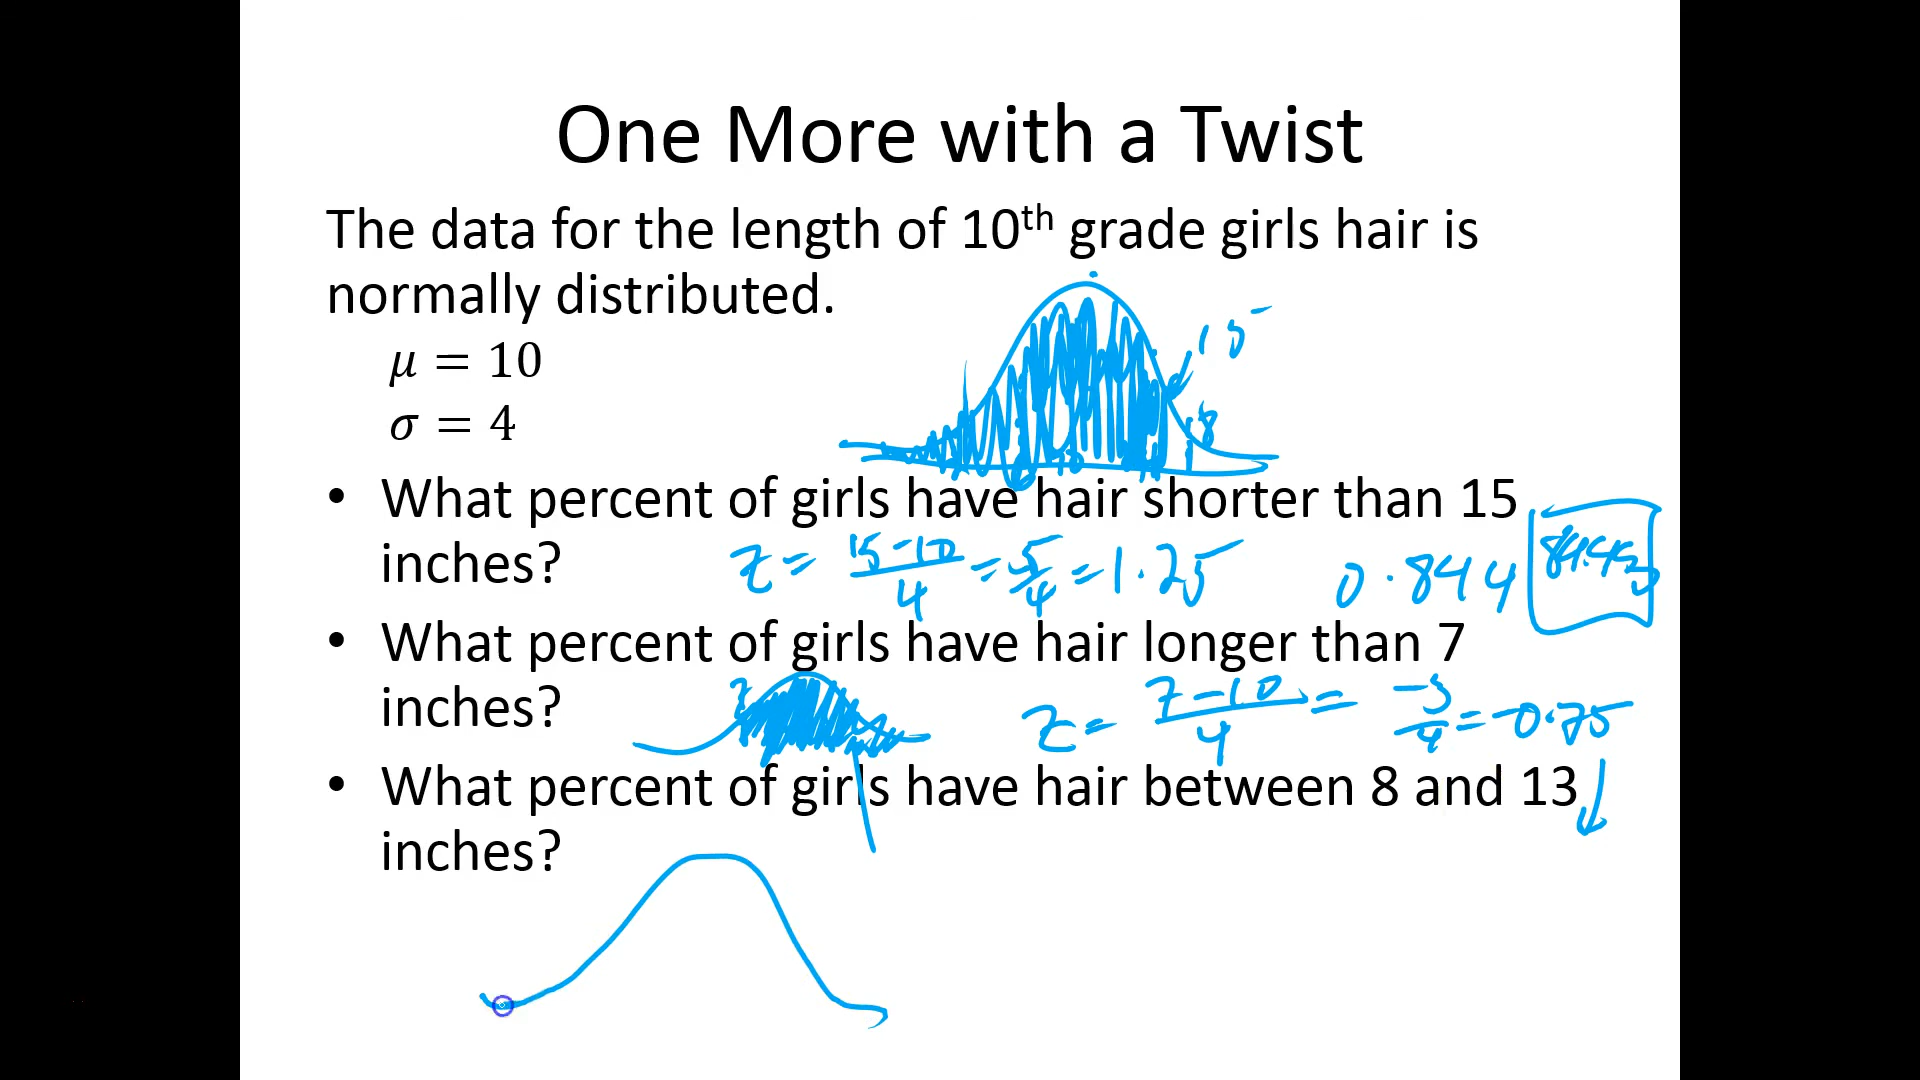 One More with a Twist
The data for the length of 10th grade girls hair is
normally distributed.
μ = 10
σ = 4
15
18
• What percent of girls have hair shorter than 15
inches?
z = 15-10/4 = 5/4 = 1.25 0.844
• What percent of girls have hair longer than 7
inches?
7
z = 7-10/4 = -3/4 = -0.75
• What percent of girls have hair between 8 and 13
inches?